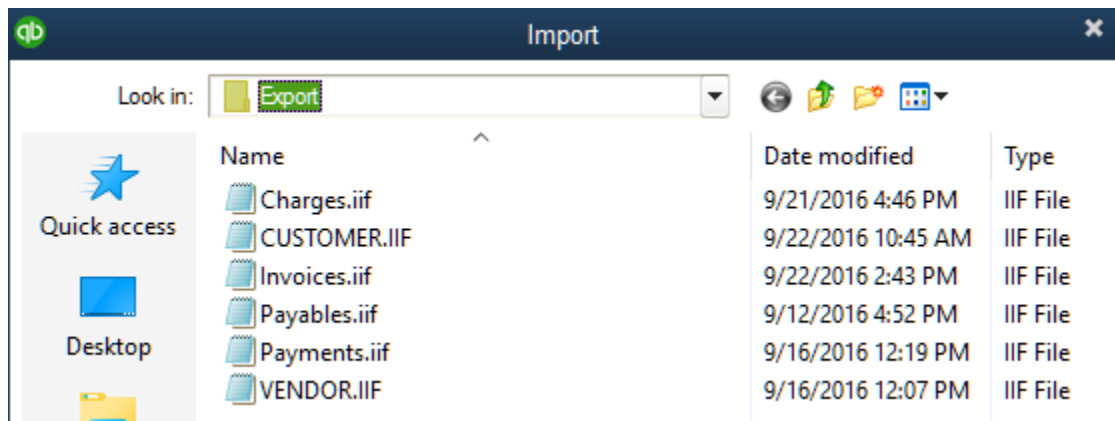 qb Import
Look in: Export
Name Date modified Type
Charges.iif 9/21/2016 4:46 PM IIF File
Quick access
CUSTOMER.IIF 9/22/2016 10:45 AM IIF File
Invoices.iif 9/22/2016 2:43 PM IIF File
Payables.iif 9/12/2016 4:52 PM IIF File
Desktop
Payments.iif 9/16/2016 12:19 PM IIF File
VENDOR.IIF 9/16/2016 12:07 PM IIF File